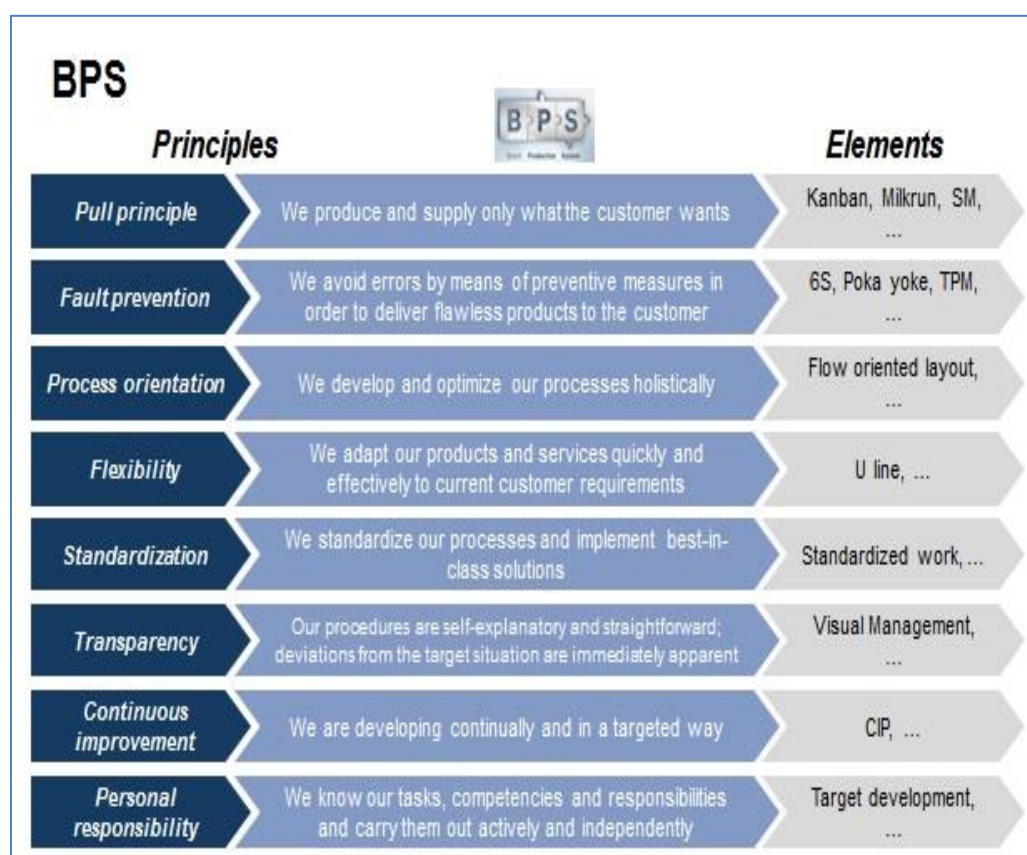 BPS
Principles
B P S
Production System
Elements
Pull principle
We produce and supply only what the customer wants
Kanban, Milkrun, SM,
...
Fault prevention
We avoid errors by means of preventive measures in
order to deliver flawless products to the customer
6S, Poka yoke, TPM,
...
Process orientation
We develop and optimize our processes holistically
Flow oriented layout,
...
Flexibility
We adapt our products and services quickly and
effectively to current customer requirements
U line, ...
Standardization
We standardize our processes and implement best-in-
class solutions
Standardized work, ...
Transparency
Our procedures are self-explanatory and straightforward;
deviations from the target situation are immediately apparent
Visual Management,
...
Continuous
improvement
We are developing continually and in a targeted way
CIP, ...
Personal
responsibility
We know our tasks, competencies and responsibilities
and carry them out actively and independently
Target development,
...